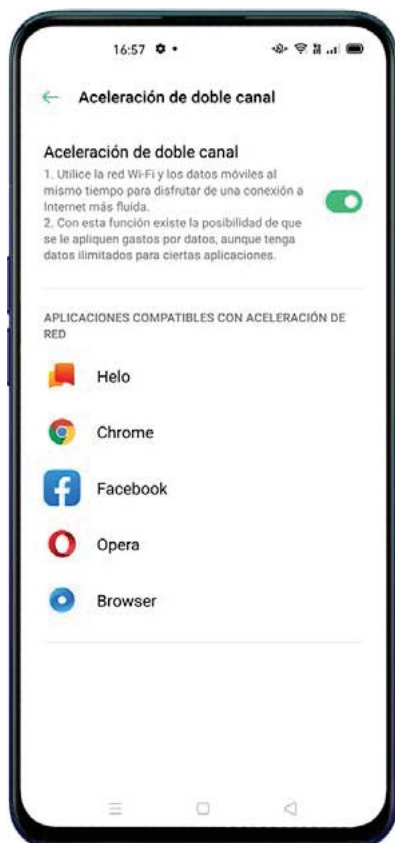 16:57
Aceleración de doble canal
Aceleración de doble canal
1. Utilice la red Wi-Fi y los datos móviles al
mismo tiempo para disfrutar de una conexión a
Internet más fluida.
2. Con esta función existe la posibilidad de que
se le apliquen gastos por datos, aunque tenga
datos ilimitados para ciertas aplicaciones.
APLICACIONES COMPATIBLES CON ACELERACIÓN DE
RED
Helo
Chrome
Facebook
Opera
Browser